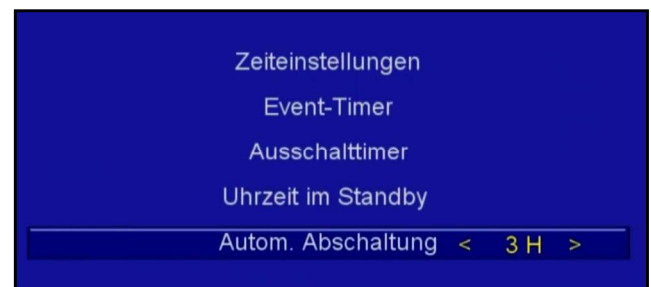 Zeiteinstellungen
Event-Timer
Ausschalttimer
Uhrzeit im Standby
Autom. Abschaltung < 3 H >